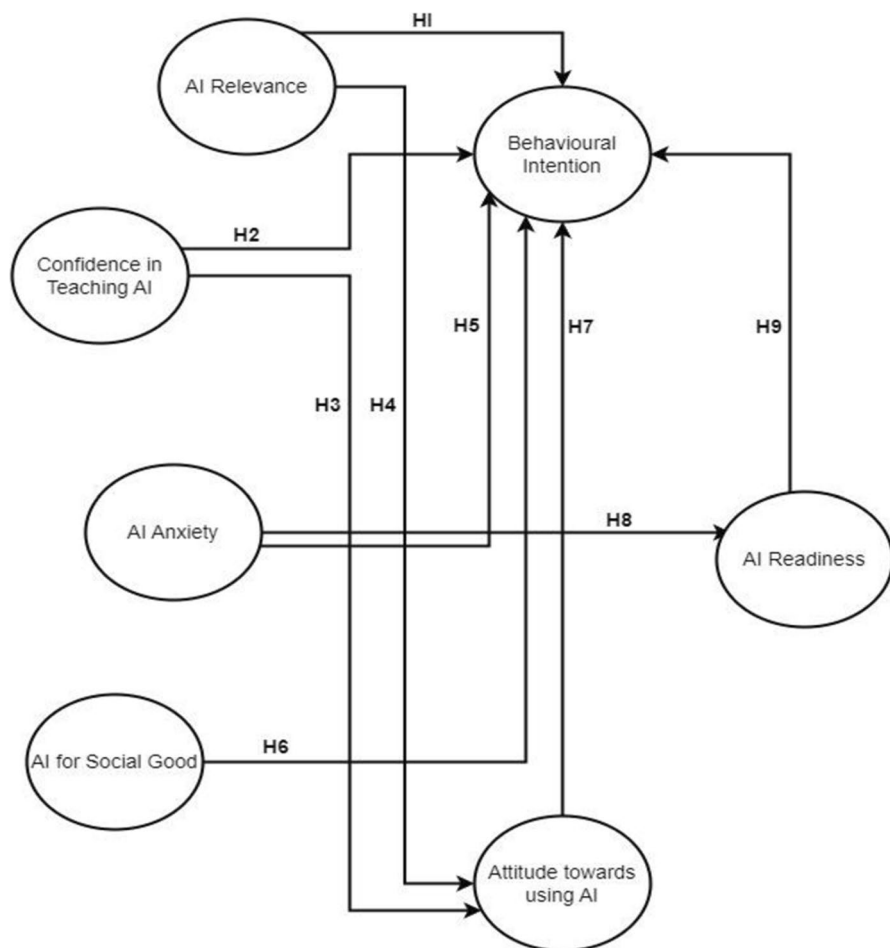 HI
AI Relevance
Behavioural
Intention
H2
Confidence in
Teaching AI
H5
H7
H9
H3
H4
AI Anxiety
H8
AI Readiness
H6
AI for Social Good
Attitude towards
using AI